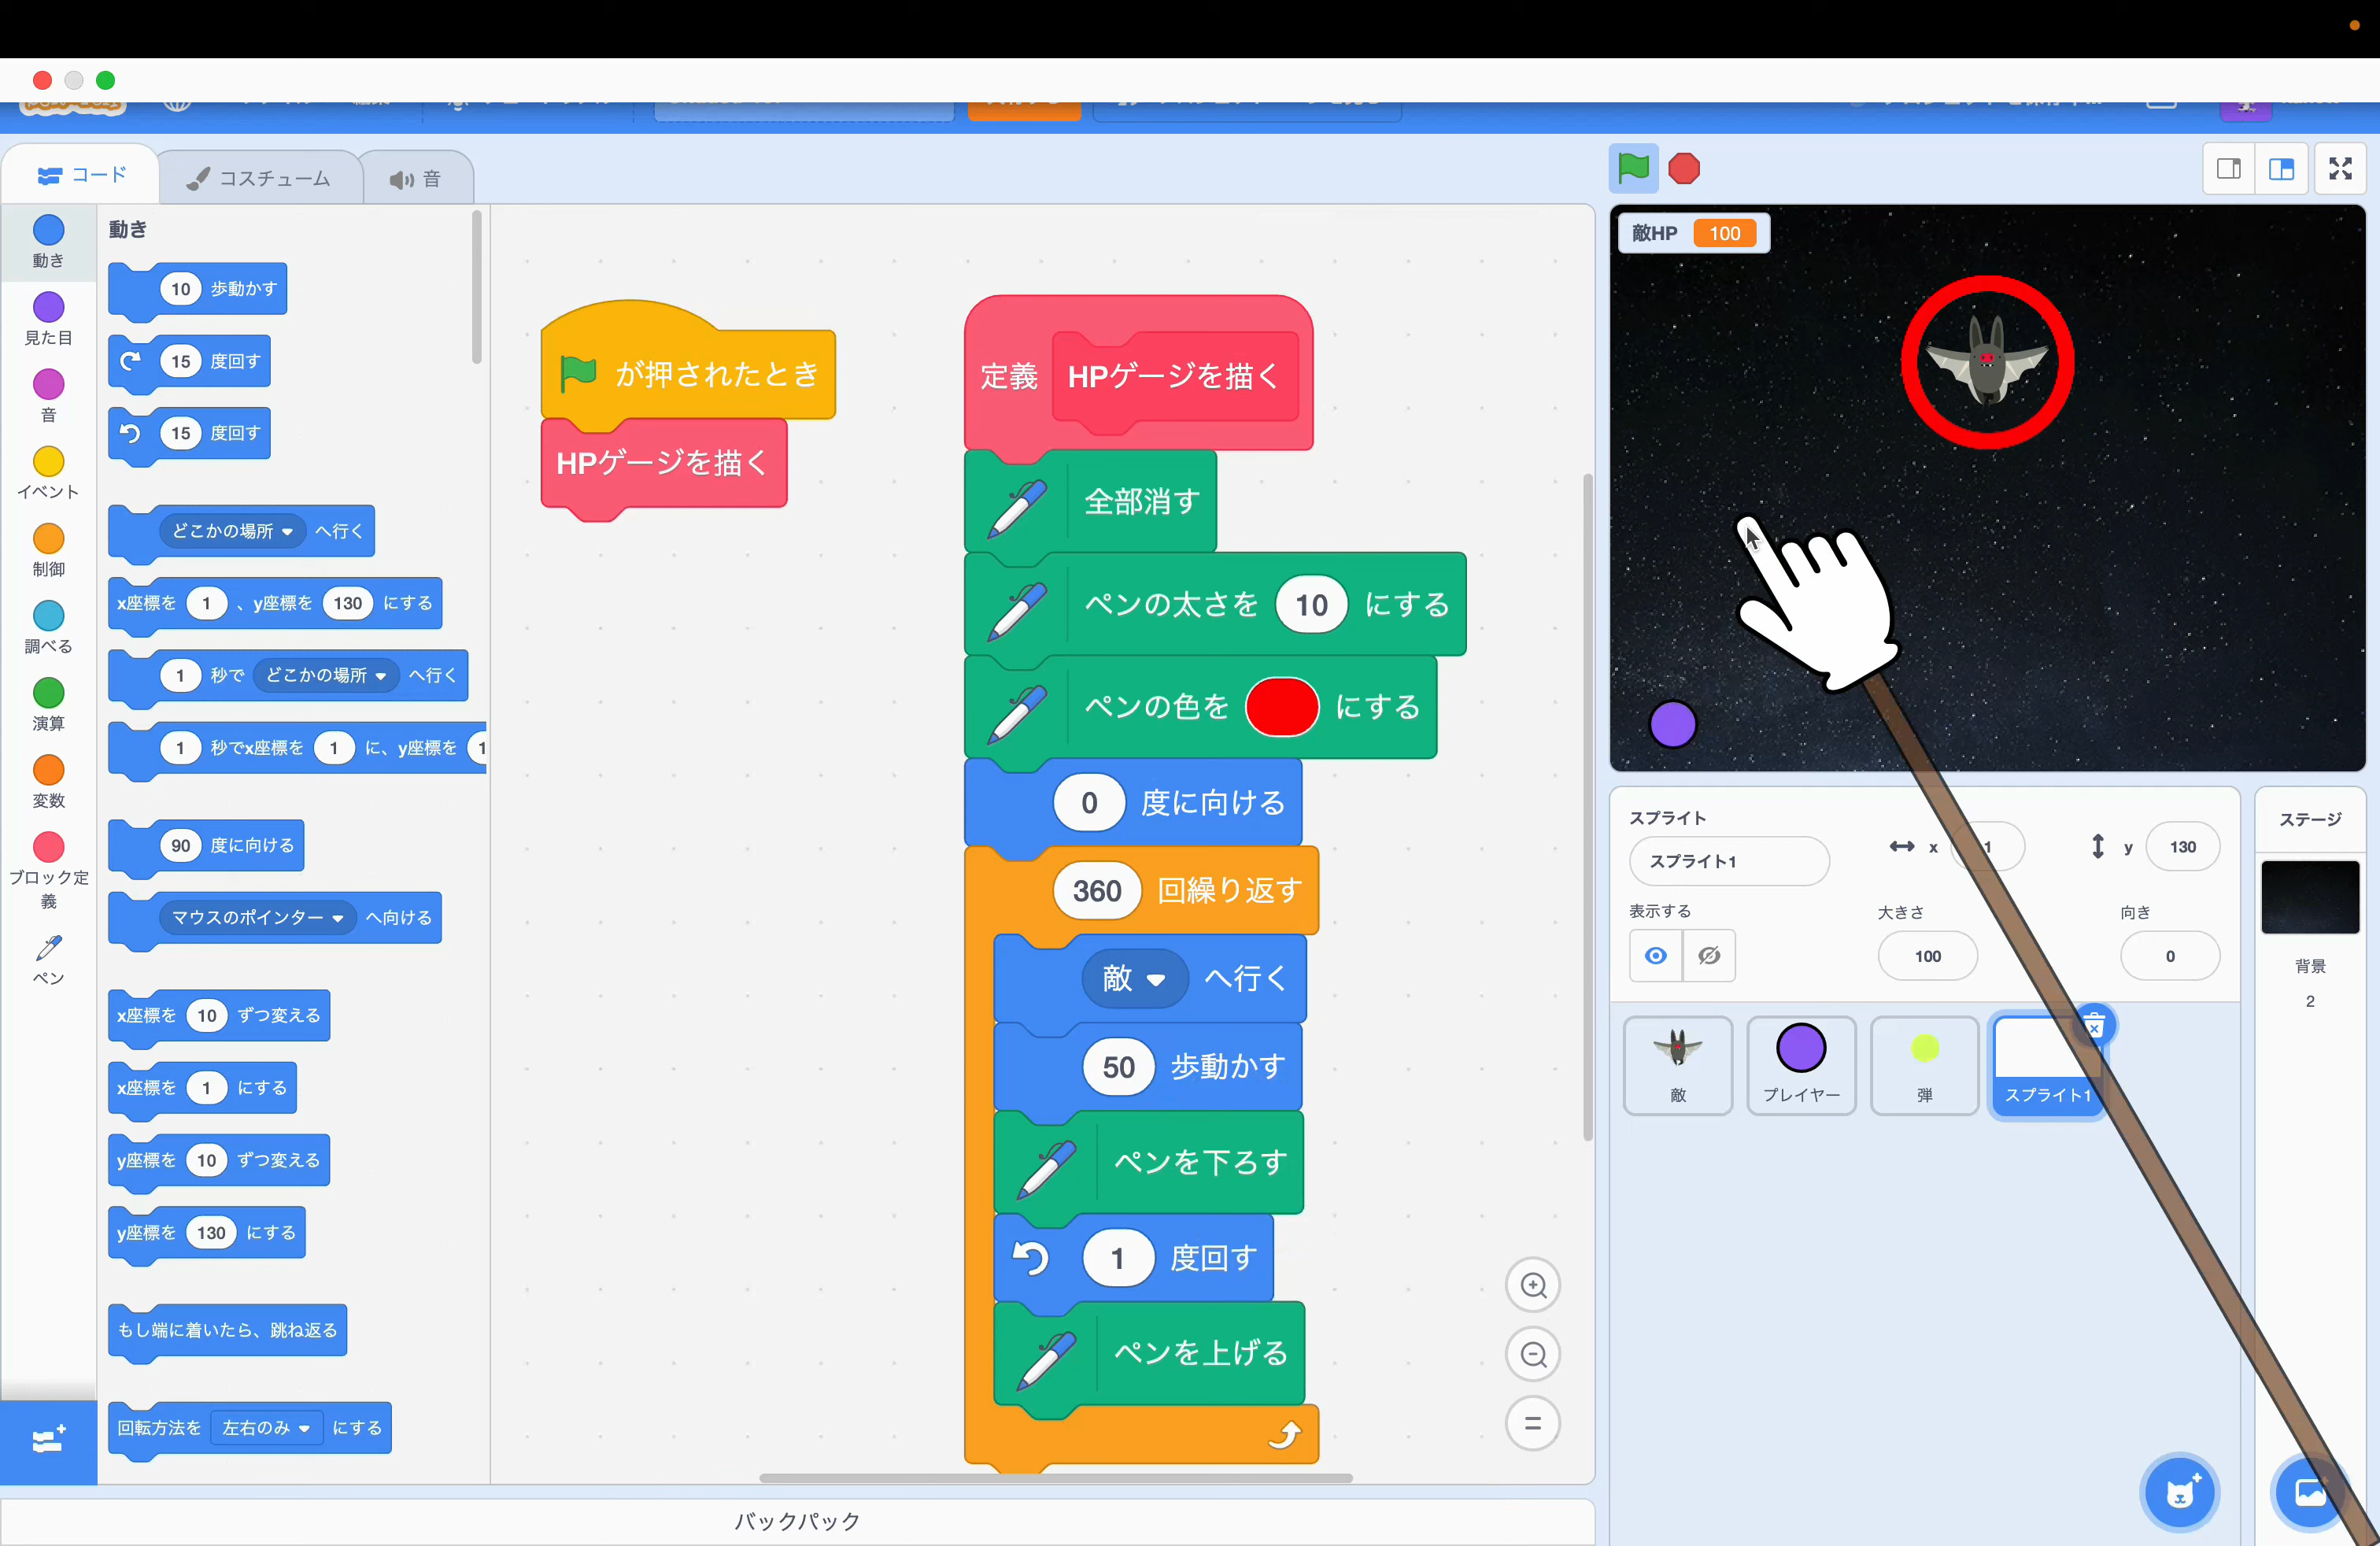 コード
コスチューム
音
動き
見た目
音
イベント
制御
調べる
演算
変数
ブロック定
義
ペン
動き
10 歩動かす
15 度回す
15 度回す
どこかの場所 へ行く
x座標を 1 、y座標を 130 にする
1 秒で どこかの場所 へ行く
1 秒でx座標を 1 に、y座標を 1
90 度に向ける
マウスのポインター へ向ける
x座標を 10 ずつ変える
x座標を 1 にする
y座標を 10 ずつ変える
y座標を 130 にする
もし端に着いたら、跳ね返る
回転方法を 左右のみ にする
が押されたとき
HPゲージを描く
定義 HPゲージを描く
全部消す
ペンの太さを 10 にする
ペンの色を にする
0 度に向ける
360 回繰り返す
敵 へ行く
50 歩動かす
ペンを下ろす
1 度回す
ペンを上げる
バックパック
敵HP 100
スプライト
スプライト1
x 1
y 130
表示する
大きさ
100
向き
0
敵
プレイヤー
弾
スプライト1
ステージ
背景
2